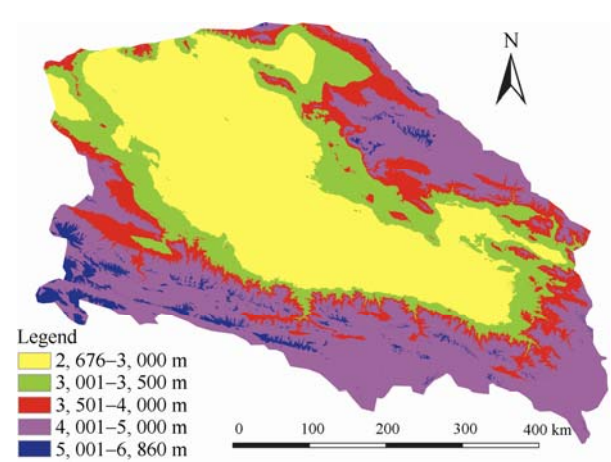 N
Legend
2, 676–3, 000 m
3, 001–3, 500 m
3, 501–4, 000 m
4, 001–5, 000 m
5, 001–6, 860 m
0 100 200 300 400 km